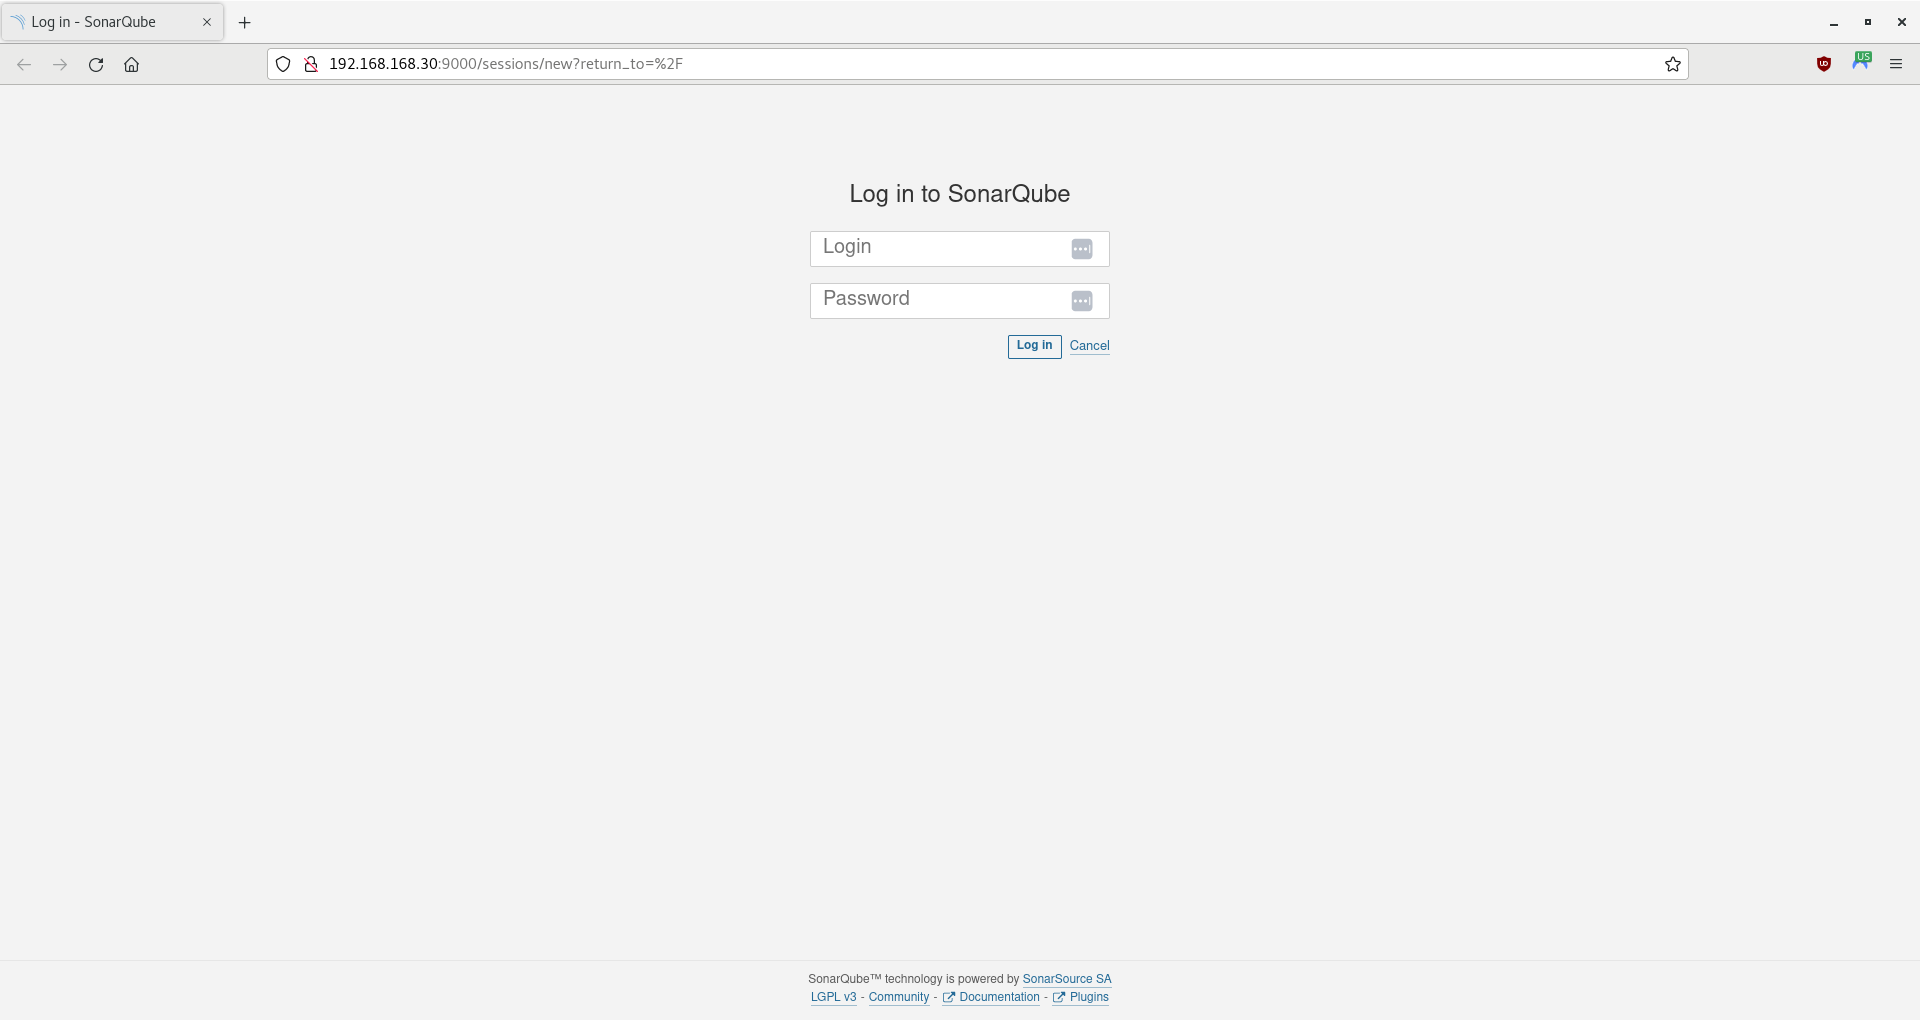 Log in - SonarQube
192.168.168.30:9000/sessions/new?return_to=%2F
US
Log in to SonarQube
Login
Password
Log in Cancel
SonarQube™ technology is powered by SonarSource SA
LGPL v3 - Community - Documentation - Plugins